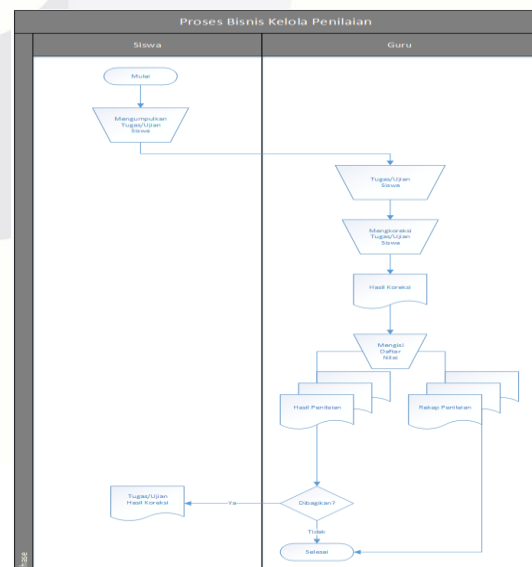 Proses Bisnis Kelola Penilaian
Siswa
Guru
Mulai
Mengumpulkan
Tugas/Ujian
Siswa
Tugas/Ujian
Siswa
Mengkoreksi
Tugas/Ujian
Siswa
Hasil Koreksi
Mengisi
Daftar
Nilai
Hasil Penilaian
Rekap Penilaian
Tugas/Ujian
Hasil Koreksi
Ya
Dibagikan?
Tidak
Selesai